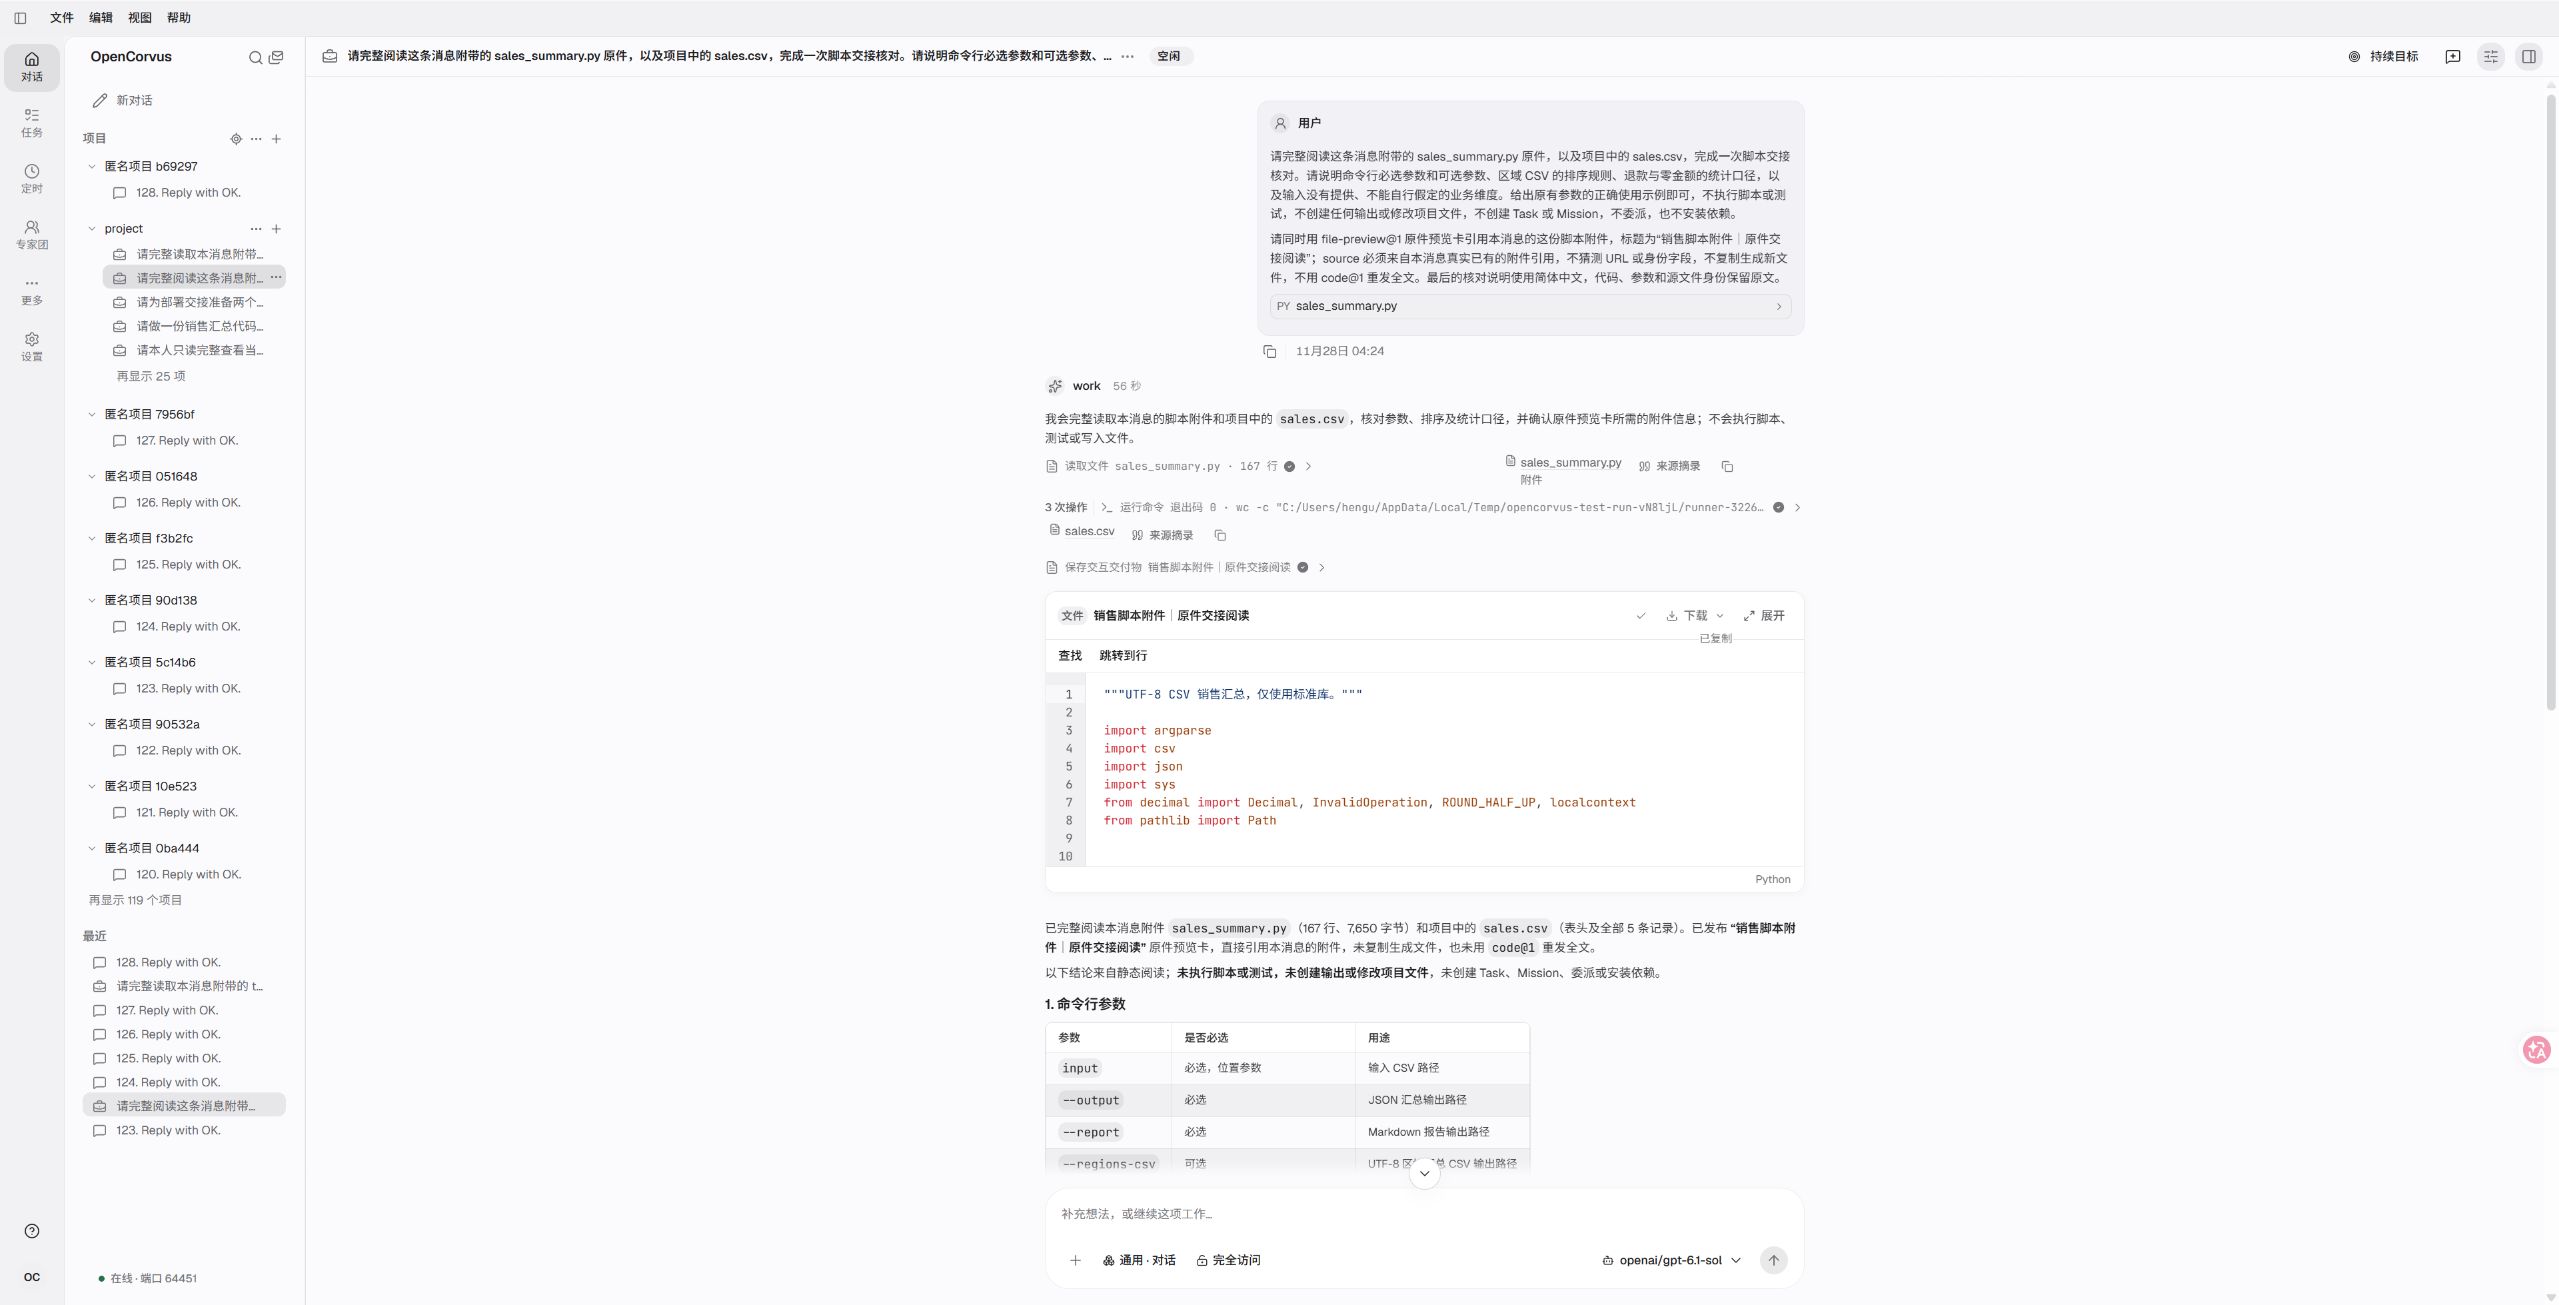 文件 编辑 视图 帮助
对话
任务
定时
专家团
更多
设置
OC
OpenCorvus
新对话
项目
匿名项目 b69297
128. Reply with OK.
project
请完整读取本消息附带...
请完整阅读这条消息附...
请为部署交接准备两个...
请做一份销售汇总代码...
请本人只读完整查看当...
再显示 25 项
匿名项目 7956bf
127. Reply with OK.
匿名项目 051648
126. Reply with OK.
匿名项目 f3b2fc
125. Reply with OK.
匿名项目 90d138
124. Reply with OK.
匿名项目 5c14b6
123. Reply with OK.
匿名项目 90532a
122. Reply with OK.
匿名项目 10e523
121. Reply with OK.
匿名项目 0ba444
120. Reply with OK.
再显示 119 个项目
最近
128. Reply with OK.
请完整读取本消息附带的 t...
127. Reply with OK.
126. Reply with OK.
125. Reply with OK.
124. Reply with OK.
请完整阅读这条消息附带...
123. Reply with OK.
在线 · 端口 64451
请完整阅读这条消息附带的 sales_summary.py 原件，以及项目中的 sales.csv，完成一次脚本交接核对。请说明命令行必选参数和可选参数、... 空闲 持续目标
用户
请完整阅读这条消息附带的 sales_summary.py 原件，以及项目中的 sales.csv，完成一次脚本交接
核对。请说明命令行必选参数和可选参数、区域 CSV 的排序规则、退款与零金额的统计口径，以
及输入没有提供、不能自行假定的业务维度。给出原有参数的正确使用示例即可，不执行脚本或测
试，不创建任何输出或修改项目文件，不创建 Task 或 Mission，不委派，也不安装依赖。
请同时用 file-preview@1 原件预览卡引用本消息的这份脚本附件，标题为“销售脚本附件｜原件交
接阅读”；source 必须来自本消息真实已有的附件引用，不猜测 URL 或身份字段，不复制生成新文
件，不用 code@1 重发全文。最后的核对说明使用简体中文，代码、参数和源文件身份保留原文。
PY sales_summary.py
11月28日 04:24
work 56 秒
我会完整读取本消息的脚本附件和项目中的 sales.csv，核对参数、排序及统计口径，并确认原件预览卡所需的附件信息；不会执行脚本、
测试或写入文件。
读取文件 sales_summary.py · 167 行 sales_summary.py 来源摘录
附件
3 次操作 运行命令 退出码 0 · wc -c "C:/Users/hengu/AppData/Local/Temp/opencorvus-test-run-vN8ljL/runner-3226...
sales.csv 来源摘录
保存交互交付物 销售脚本附件｜原件交接阅读
文件 销售脚本附件｜原件交接阅读 下载 展开
已复制
查找 跳转到行
1 """UTF-8 CSV 销售汇总，仅使用标准库。"""
2
3 import argparse
4 import csv
5 import json
6 import sys
7 from decimal import Decimal, InvalidOperation, ROUND_HALF_UP, localcontext
8 from pathlib import Path
9
10
Python
已完整阅读本消息附件 sales_summary.py（167 行、7,650 字节）和项目中的 sales.csv（表头及全部 5 条记录）。已发布 “销售脚本附
件｜原件交接阅读” 原件预览卡，直接引用本消息的附件，未复制生成文件，也未用 code@1 重发全文。
以下结论来自静态阅读；未执行脚本或测试，未创建输出或修改项目文件，未创建 Task、Mission、委派或安装依赖。
1. 命令行参数
参数 是否必选 用途
input 必选，位置参数 输入 CSV 路径
--output 必选 JSON 汇总输出路径
--report 必选 Markdown 报告输出路径
--regions-csv 可选 UTF-8 区 总 CSV 输出路径
补充想法，或继续这项工作...
通用 · 对话 完全访问 openai/gpt-6.1-sol